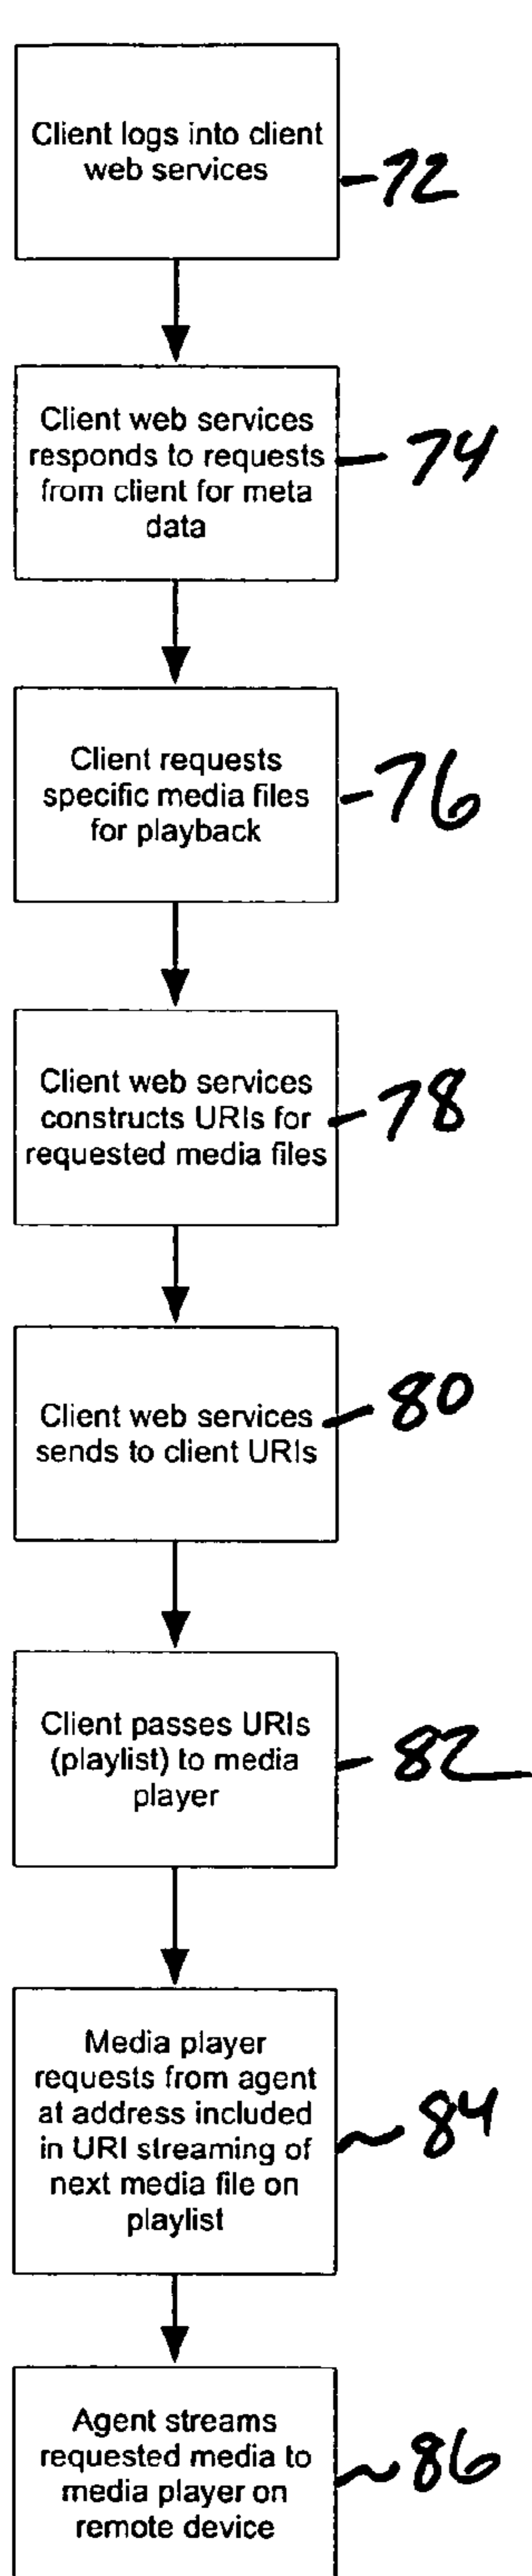 Client logs into client
web services
72
Client web services
responds to requests
from client for meta
data
74
Client requests
specific media files
for playback
76
Client web services
constructs URIs for
requested media files
78
Client web services
sends to client URIs
80
Client passes URIs
(playlist) to media
player
82
Media player
requests from agent
at address included
in URI streaming of
next media file on
playlist
84
Agent streams
requested media to
media player on
remote device
86